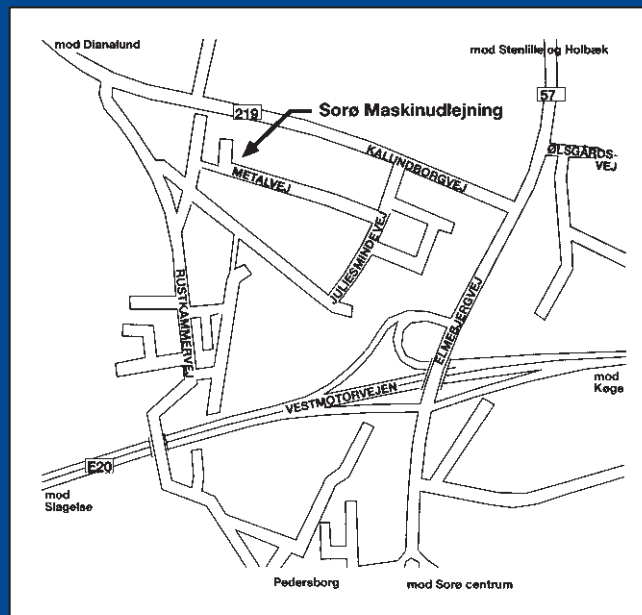 mod Dianalund
mod Stenlille og Holbæk
57
219
Sorø Maskinudlejning
KALUNDBORGVEJ
ØLSGÅRDS-
VEJ
METALVEJ
JULIESMINDEVEJ
RUSTKAMMERVEJ
ELMEBJERGVEJ
VESTMOTORVEJEN
mod
Køge
E20
mod
Slagelse
Pedersborg
mod Sorø centrum